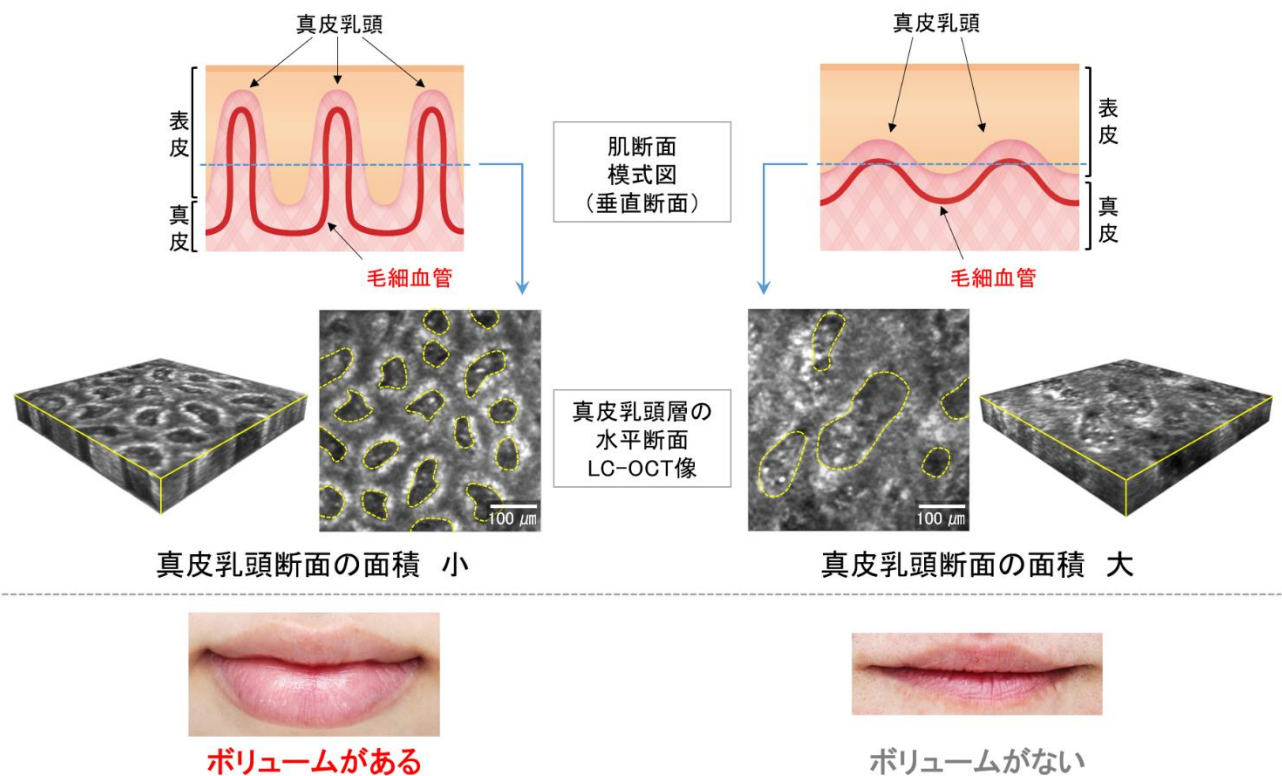 真皮乳頭
真皮乳頭
表皮
真皮
肌断面
模式図
（垂直断面）
表皮
真皮
毛細血管
毛細血管
100 ㎛
真皮乳頭層の
水平断面
LC-OCT像
100 ㎛
真皮乳頭断面の面積 小
真皮乳頭断面の面積 大
ボリュームがある
ボリュームがない